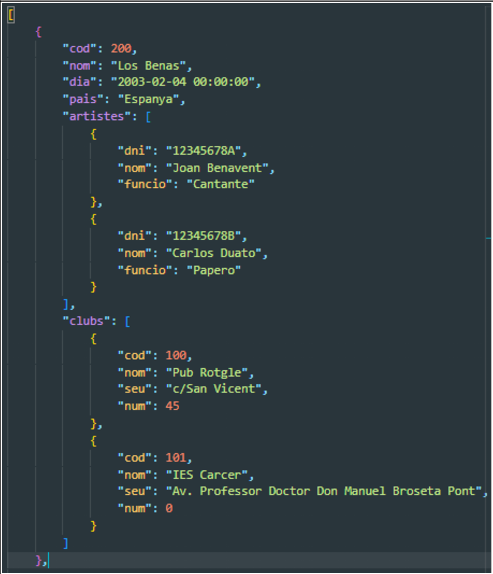 [
{
"cod": 200,
"nom": "Los Benas",
"dia": "2003-02-04 00:00:00",
"pais": "Espanya",
"artistes": [
{
"dni": "12345678A",
"nom": "Joan Benavent",
"funcio": "Cantante"
},
{
"dni": "12345678B",
"nom": "Carlos Duato",
"funcio": "Papero"
}
],
"clubs": [
{
"cod": 100,
"nom": "Pub Rotgle",
"seu": "c/San Vicent",
"num": 45
},
{
"cod": 101,
"nom": "IES Carcer",
"seu": "Av. Professor Doctor Don Manuel Broseta Pont",
"num": 0
}
]
},